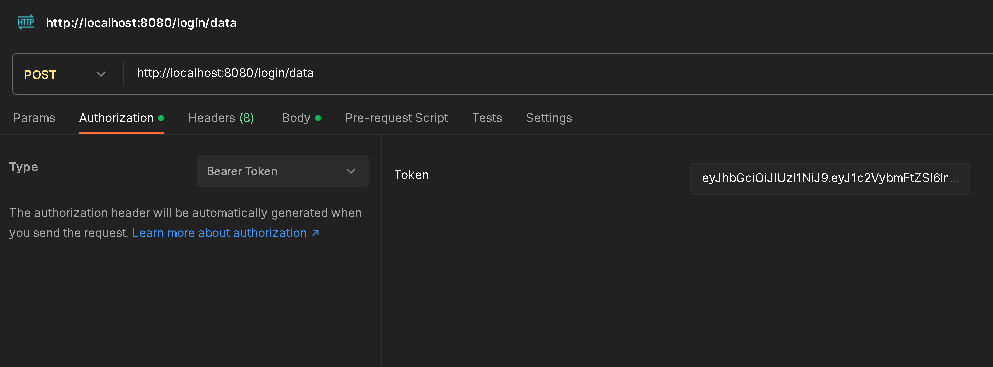 HTTP http://localhost:8080/login/data
POST http://localhost:8080/login/data
Params Authorization Headers (8) Body Pre-request Script Tests Settings
Type Bearer Token
The authorization header will be automatically generated when
you send the request. Learn more about authorization ↗
Token eyJhbGciOiJIUzI1NiJ9.eyJ1c2VybmFtZSI6Ir...